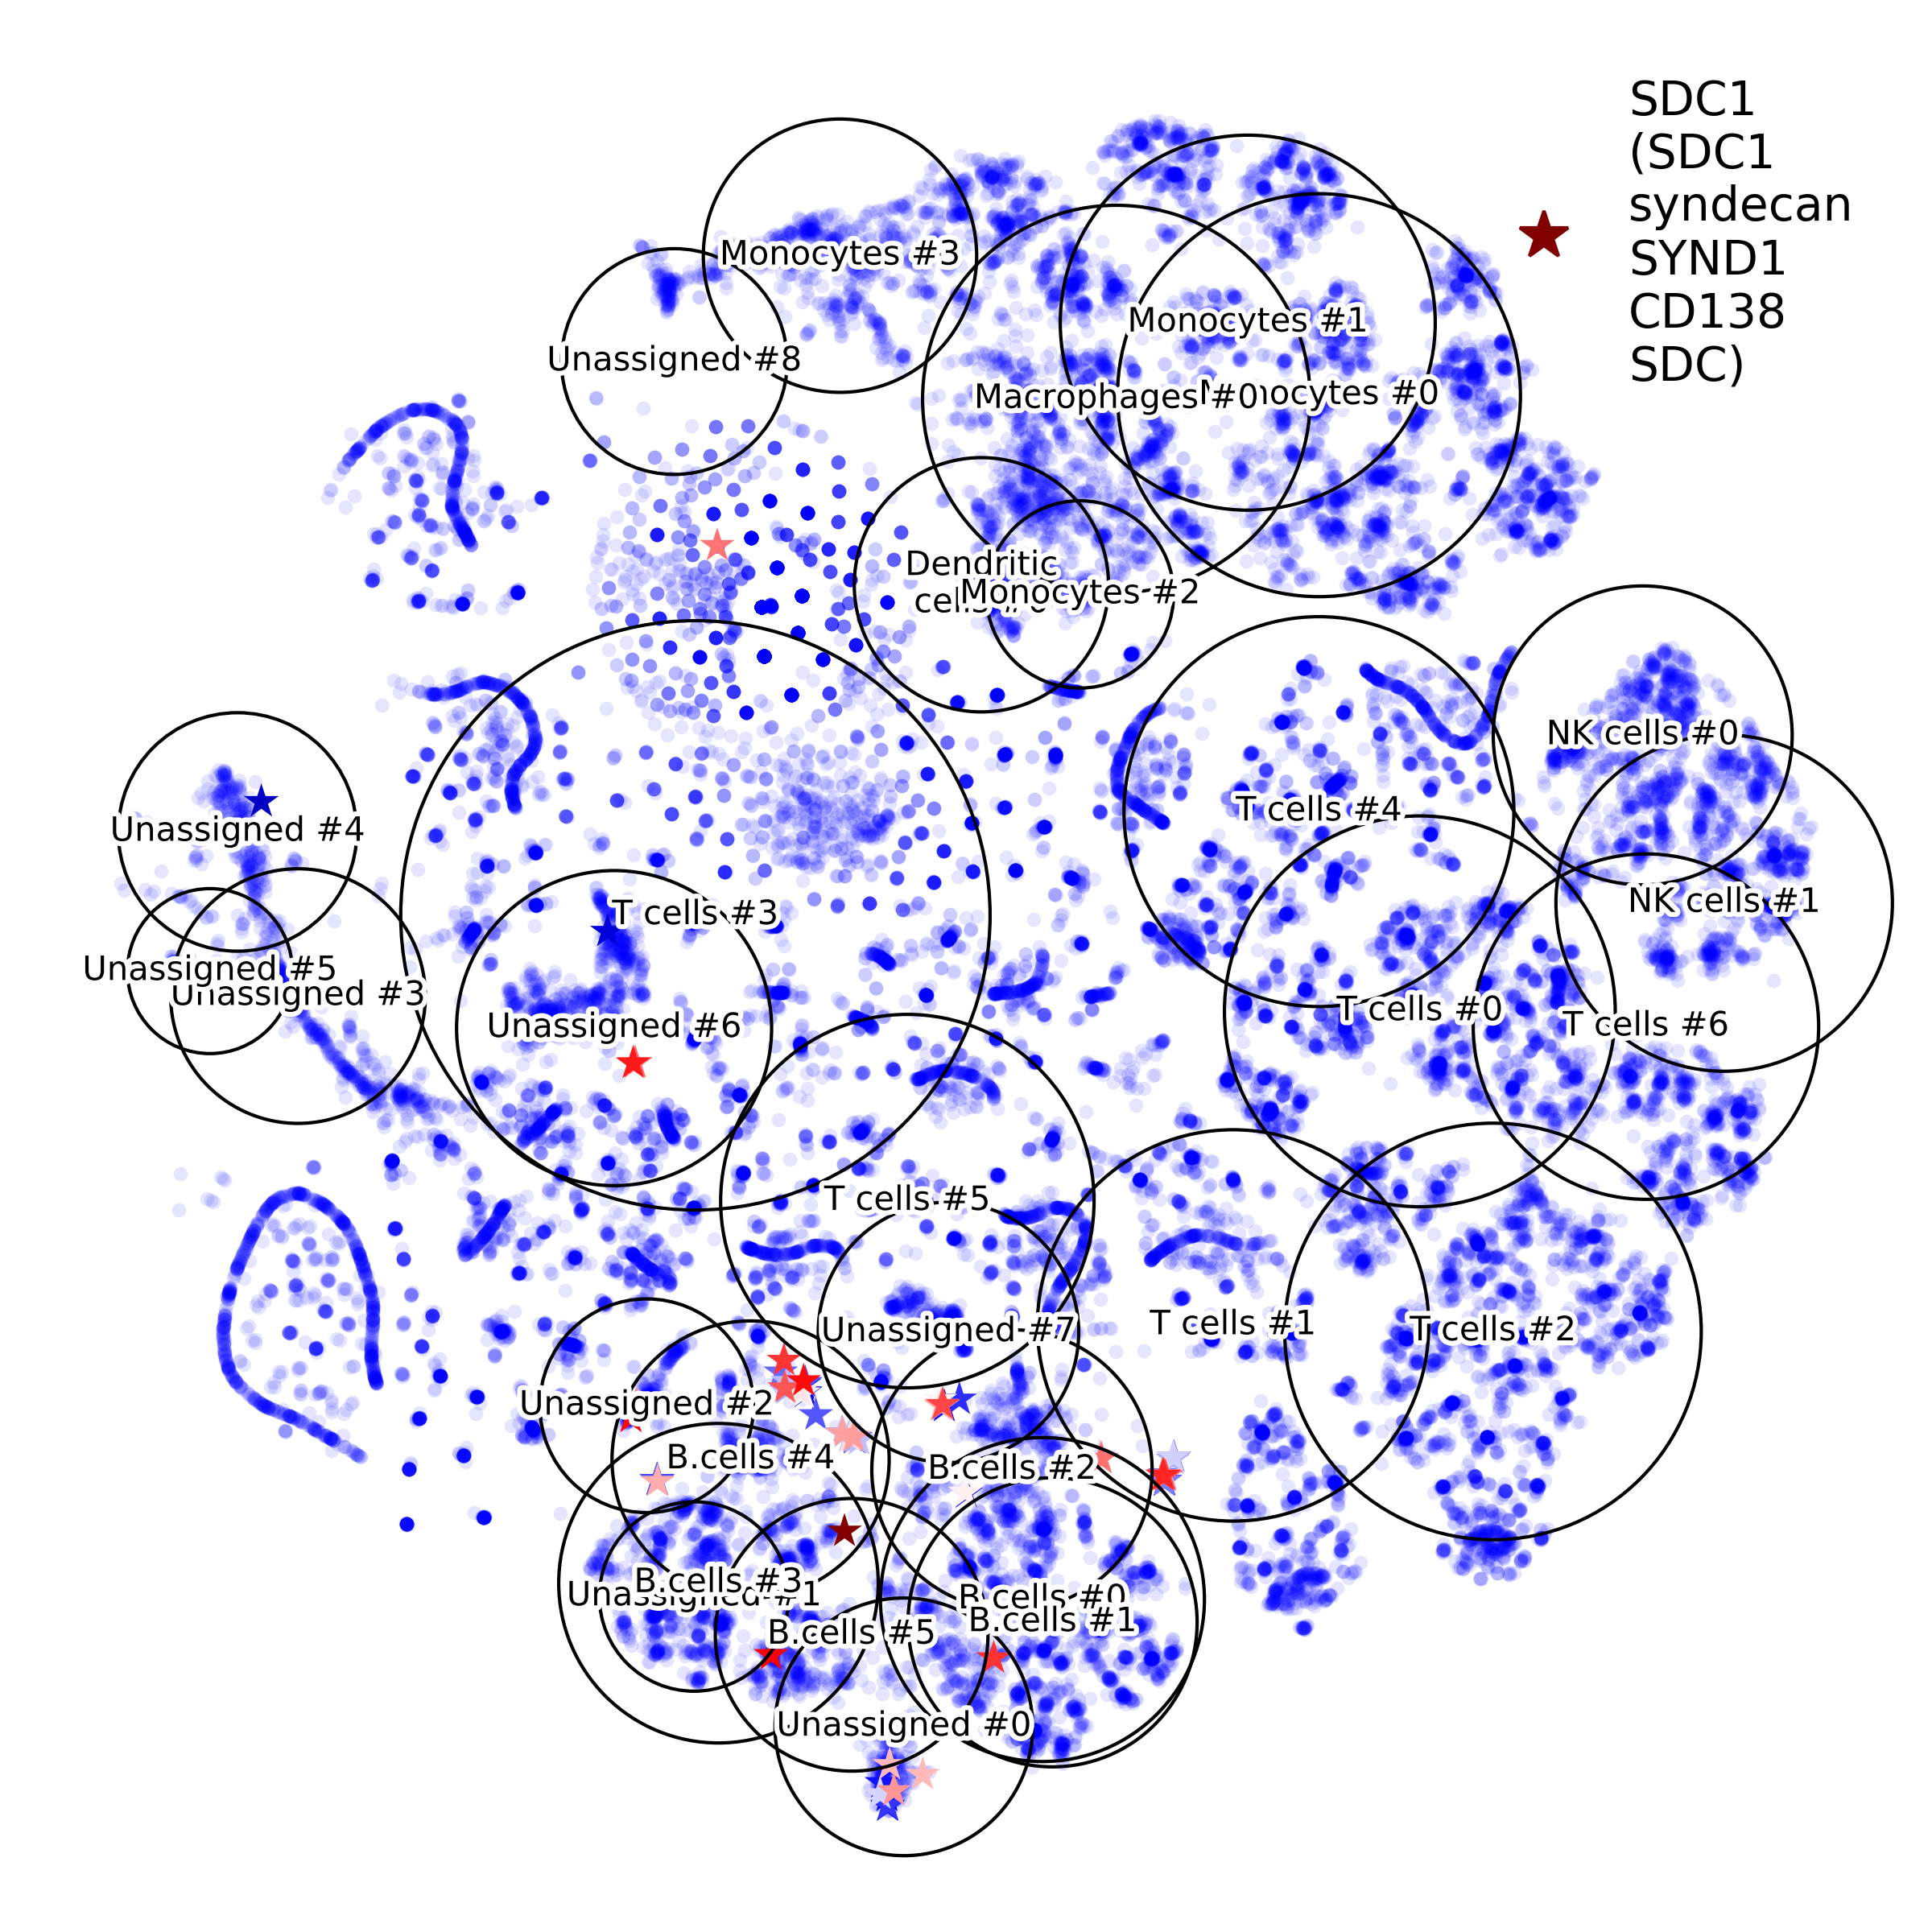 SDC1
(SDC1
syndecan
SYND1
CD138
SDC)
Monocytes #3
Monocytes #1
Unassigned #8
Macrophages #0
Monocytes #0
Dendritic
cells #0
Monocytes #2
NK cells #0
T cells #4
Unassigned #4
NK cells #1
T cells #3
Unassigned #5
Unassigned #3
T cells #0
Unassigned #6
T cells #6
T cells #5
T cells #1
T cells #2
Unassigned #7
Unassigned #2
B.cells #4
B.cells #2
B.cells #3
Unassigned #1
B.cells #0
B.cells #1
B.cells #5
Unassigned #0